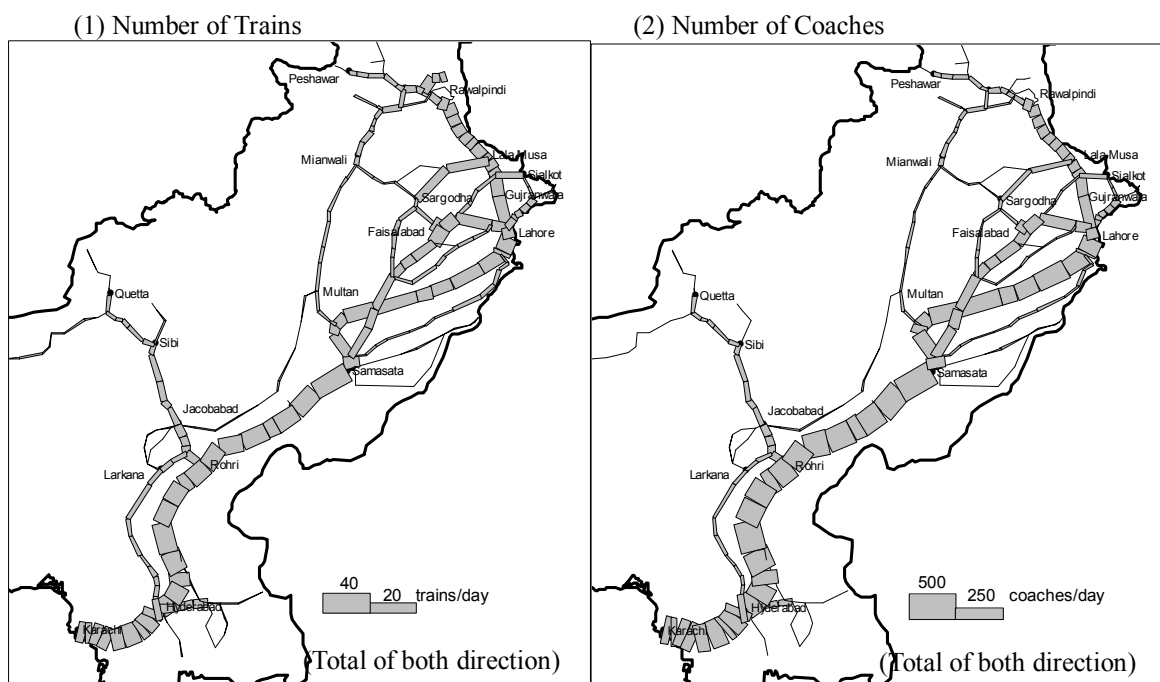 (1) Number of Trains
Peshawar
Rawalpindi
Mianwali
Lala Musa
Sialkot
Sargodha
Gujranwala
Faisalabad
Lahore
Quetta
Multan
Sibi
Samasata
Jacobabad
Larkana
Rohri
Hyderabad
Karachi
40
20 trains/day
(Total of both direction)
(2) Number of Coaches
Peshawar
Rawalpindi
Mianwali
Lala Musa
Sialkot
Sargodha
Gujranwala
Faisalabad
Lahore
Quetta
Multan
Sibi
Samasata
Jacobabad
Larkana
Rohri
Hyderabad
Karachi
500
250 coaches/day
(Total of both direction)